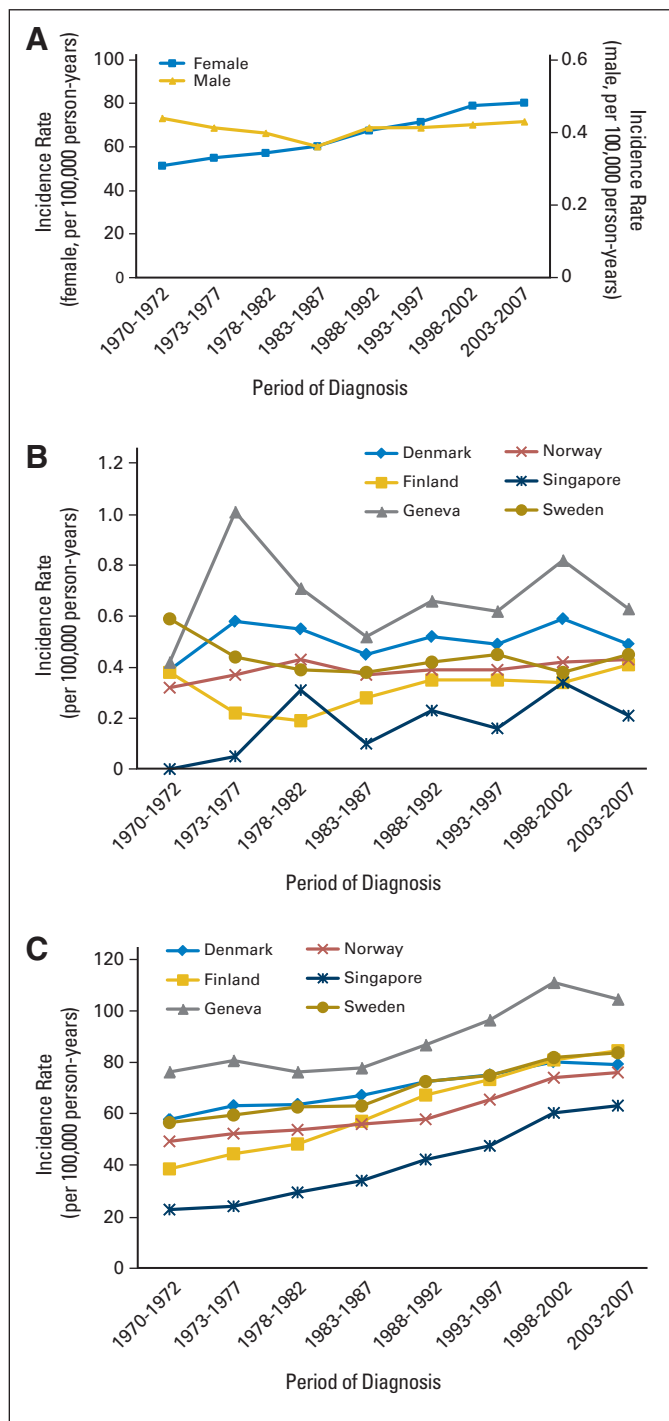 A
Incidence Rate
(female, per 100,000 person-years)
100
80
60
40
20
0
Female
Male
0.6
0.4
0.2
0
Incidence Rate
(male, per 100,000 person-years)
1970-1972
1973-1977
1978-1982
1983-1987
1988-1992
1993-1997
1998-2002
2003-2007
Period of Diagnosis
B
Incidence Rate
(per 100,000 person-years)
1.2
1.0
0.8
0.6
0.4
0.2
0
Denmark
Finland
Geneva
Norway
Singapore
Sweden
1970-1972
1973-1977
1978-1982
1983-1987
1988-1992
1993-1997
1998-2002
2003-2007
Period of Diagnosis
C
Incidence Rate
(per 100,000 person-years)
120
100
80
60
40
20
0
Denmark
Finland
Geneva
Norway
Singapore
Sweden
1970-1972
1973-1977
1978-1982
1983-1987
1988-1992
1993-1997
1998-2002
2003-2007
Period of Diagnosis